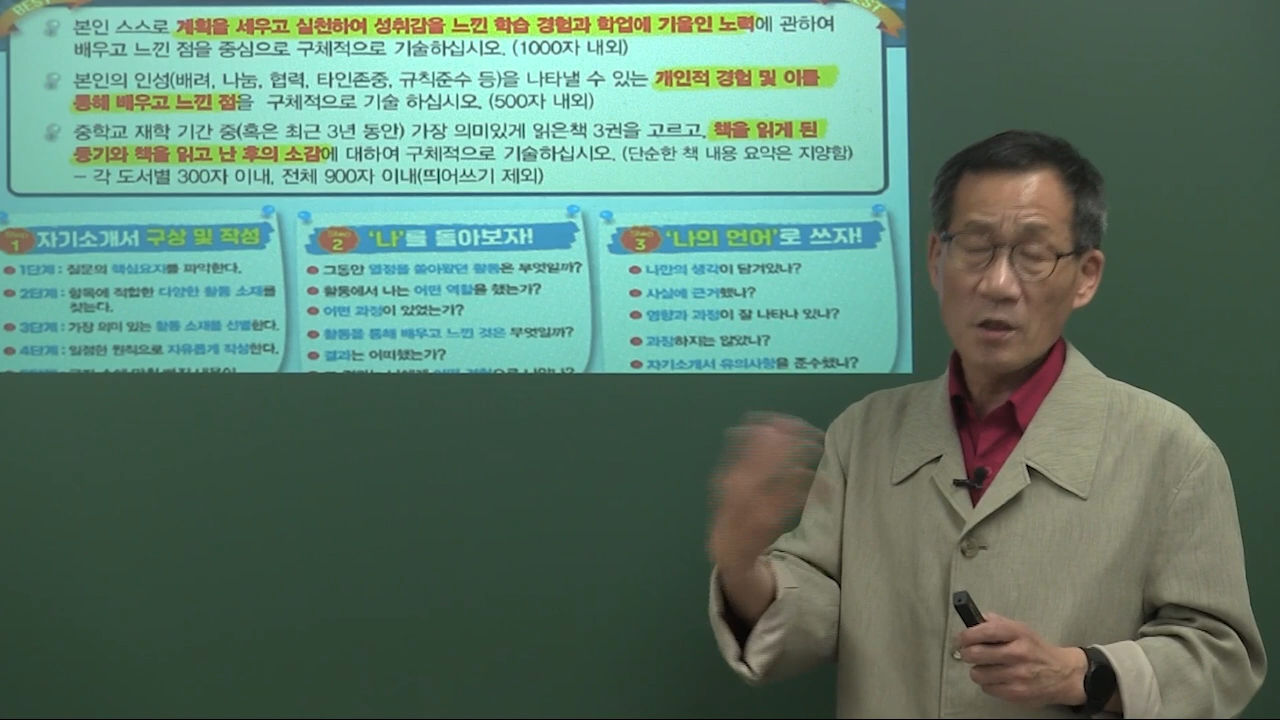 BEST
본인 스스로 계획을 세우고 실천하여 성취감을 느낀 학습 경험과 학업에 기울인 노력에 관하여
배우고 느낀 점을 중심으로 구체적으로 기술하십시오. (1000자 내외)
본인의 인성(배려, 나눔, 협력, 타인존중, 규칙준수 등)을 나타낼 수 있는 개인적 경험 및 이를
통해 배우고 느낀 점을 구체적으로 기술 하십시오. (500자 내외)
중학교 재학 기간 중(혹은 최근 3년 동안) 가장 의미있게 읽은책 3권을 고르고, 책을 읽게 된
동기와 책을 읽고 난 후의 소감에 대하여 구체적으로 기술하십시오. (단순한 책 내용 요약은 지양함)
- 각 도서별 300자 이내, 전체 900자 이내(띄어쓰기 제외)
1 자기소개서 구상 및 작성
1단계 : 질문의 핵심요지를 파악한다.
2단계 : 항목에 적합한 다양한 활동 소재를
찾는다.
3단계 : 가장 의미 있는 활동 소재를 선별한다.
4단계 : 일정한 원칙으로 자유롭게 작성한다.
Step 2 '나'를 돌아보자!
그동안 열정을 쏟아왔던 활동은 무엇일까?
활동에서 나는 어떤 역할을 했는가?
어떤 과정이 있었는가?
활동을 통해 배우고 느낀 것은 무엇일까?
결과는 어떠했는가?
Step 3 '나의 언어'로 쓰자!
나만의 생각이 담겨있나?
사실에 근거했나?
영향과 과정이 잘 나타나 있나?
과장하지는 않았나?
자기소개서 유의사항을 준수했나?